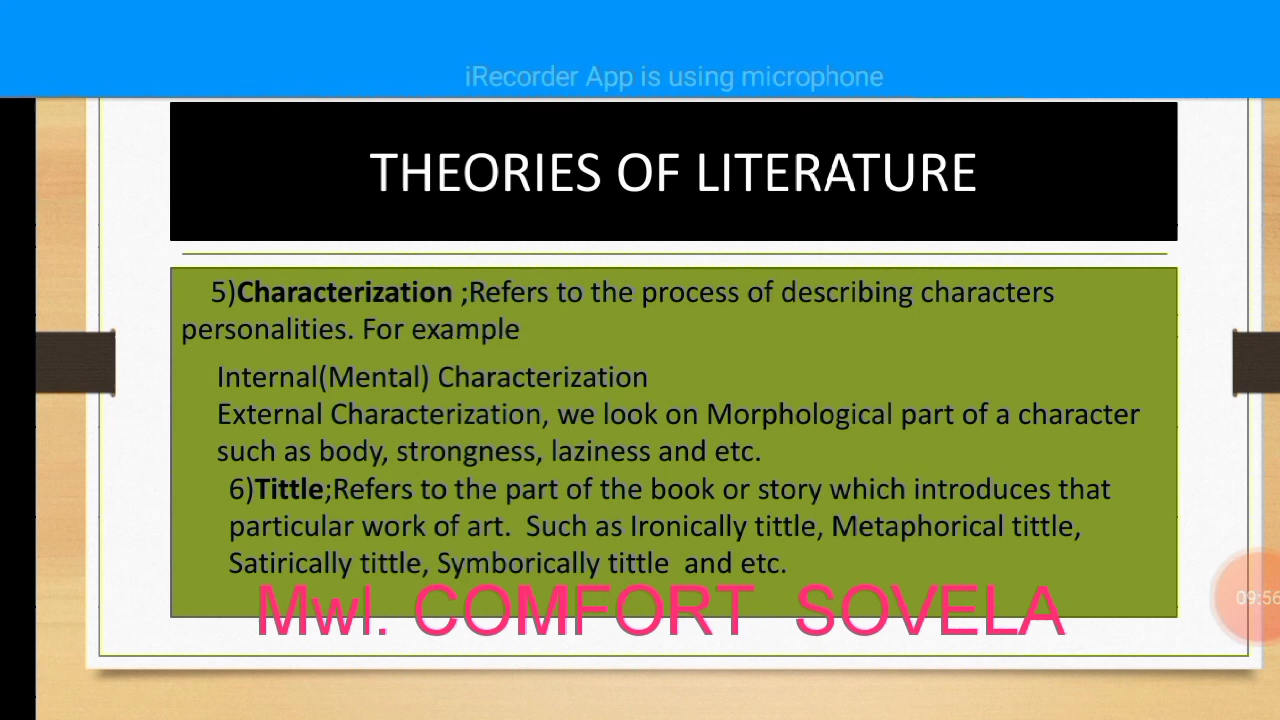 iRecorder App is using microphone
THEORIES OF LITERATURE
5)Characterization ;Refers to the process of describing characters
personalities. For example
Internal(Mental) Characterization
External Characterization, we look on Morphological part of a character
such as body, strongness, laziness and etc.
6)Tittle;Refers to the part of the book or story which introduces that
particular work of art.  Such as Ironically tittle, Metaphorical tittle,
Satirically tittle, Symborically tittle  and etc.
Mwl. COMFORT  SOVELA
09:56